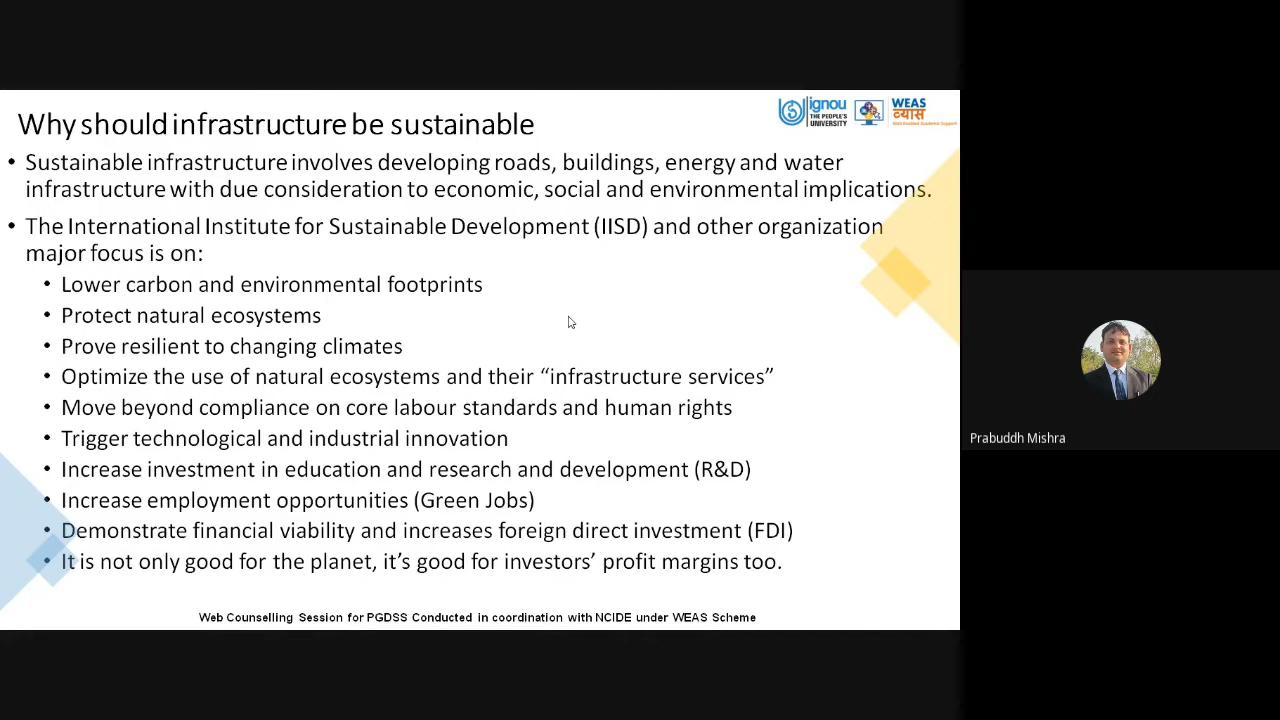 Why should infrastructure be sustainable
ignou
THE PEOPLE'S
UNIVERSITY
WEAS
व्यास
Web Enabled Academic Support
• Sustainable infrastructure involves developing roads, buildings, energy and water
infrastructure with due consideration to economic, social and environmental implications.
• The International Institute for Sustainable Development (IISD) and other organization
major focus is on:
• Lower carbon and environmental footprints
• Protect natural ecosystems
• Prove resilient to changing climates
• Optimize the use of natural ecosystems and their “infrastructure services”
• Move beyond compliance on core labour standards and human rights
• Trigger technological and industrial innovation
• Increase investment in education and research and development (R&D)
• Increase employment opportunities (Green Jobs)
• Demonstrate financial viability and increases foreign direct investment (FDI)
• It is not only good for the planet, it’s good for investors’ profit margins too.
Web Counselling Session for PGDSS Conducted in coordination with NCIDE under WEAS Scheme
Prabuddh Mishra